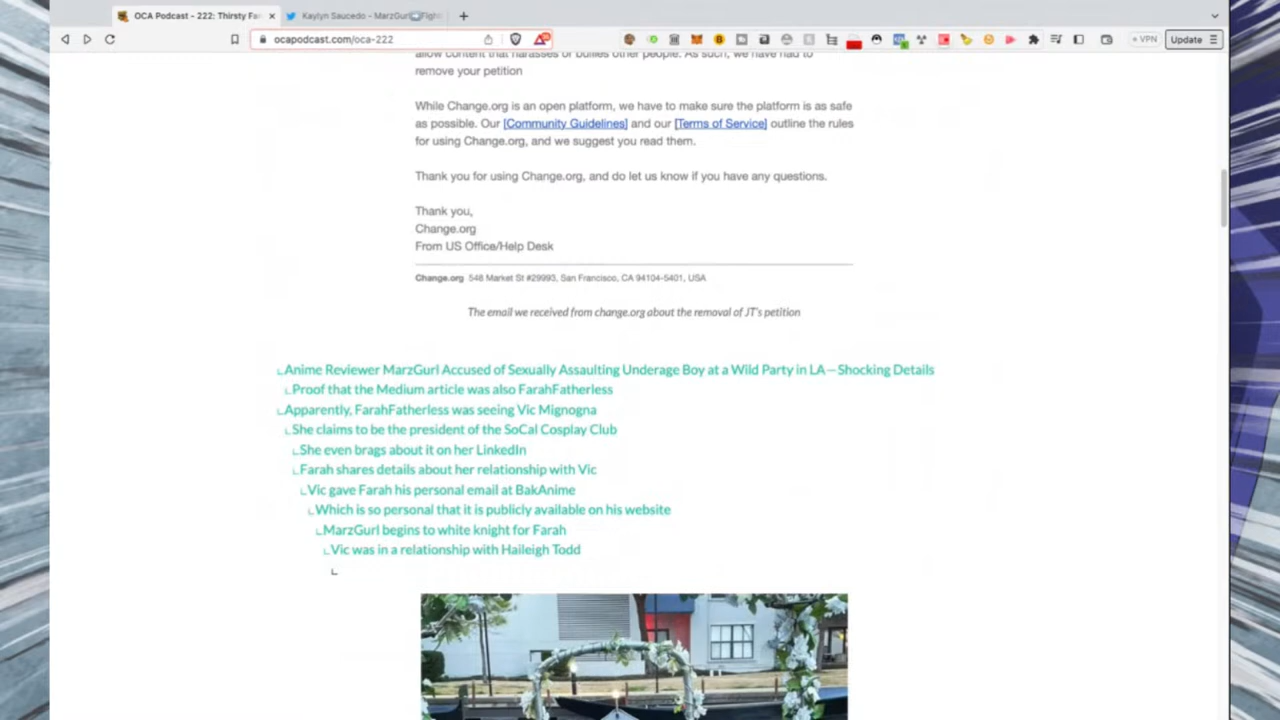 OCA Podcast - 222: Thirsty Fa
Kaylyn Saucedo - MarzGurl
ocapodcast.com/oca-222
VPN
Update
allow content that harasses or bullies other people. As such, we have had to
remove your petition
While Change.org is an open platform, we have to make sure the platform is as safe
as possible. Our [Community Guidelines] and our [Terms of Service] outline the rules
for using Change.org, and we suggest you read them.
Thank you for using Change.org, and do let us know if you have any questions.
Thank you,
Change.org
From US Office/Help Desk
Change.org 548 Market St #29993, San Francisco, CA 94104-5401, USA
The email we received from change.org about the removal of JT's petition
Anime Reviewer MarzGurl Accused of Sexually Assaulting Underage Boy at a Wild Party in LA—Shocking Details
Proof that the Medium article was also FarahFatherless
Apparently, FarahFatherless was seeing Vic Mignogna
She claims to be the president of the SoCal Cosplay Club
She even brags about it on her LinkedIn
Farah shares details about her relationship with Vic
Vic gave Farah his personal email at BakAnime
Which is so personal that it is publicly available on his website
MarzGurl begins to white knight for Farah
Vic was in a relationship with Haileigh Todd